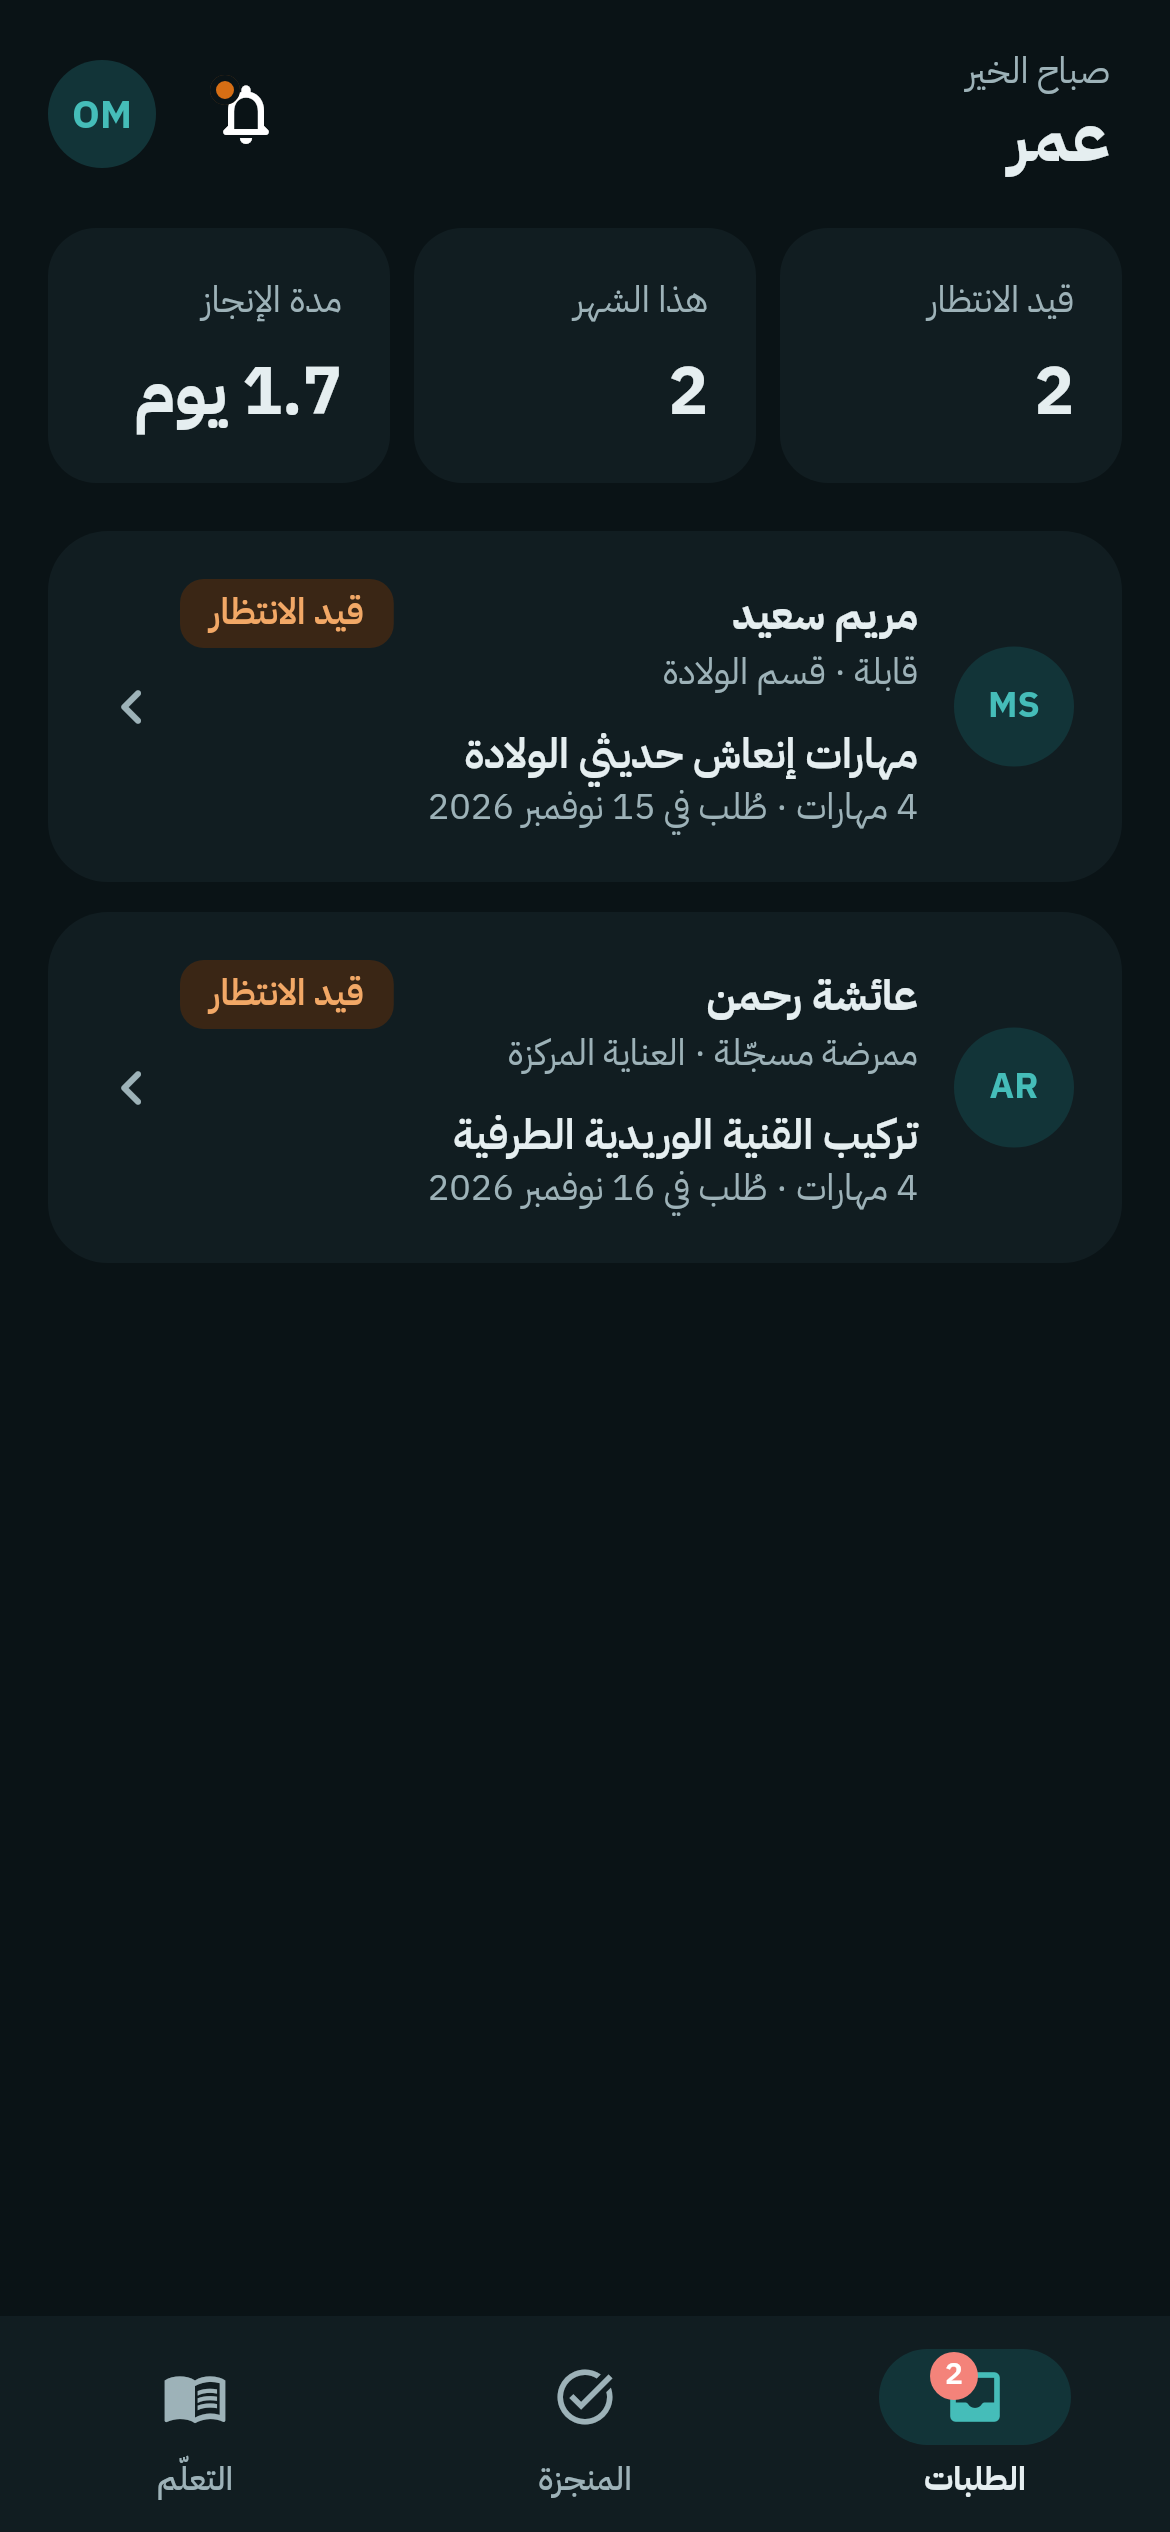 صباح الخير
عمر
OM
قيد الانتظار
2
هذا الشهر
2
مدة الإنجاز
1.7 يوم
MS
مريم سعيد
قيد الانتظار
قابلة · قسم الولادة
مهارات إنعاش حديثي الولادة
4 مهارات · طُلب في 15 نوفمبر 2026
AR
عائشة رحمن
قيد الانتظار
ممرضة مسجّلة · العناية المركزة
تركيب القنية الوريدية الطرفية
4 مهارات · طُلب في 16 نوفمبر 2026
2
الطلبات
المنجزة
التعلّم